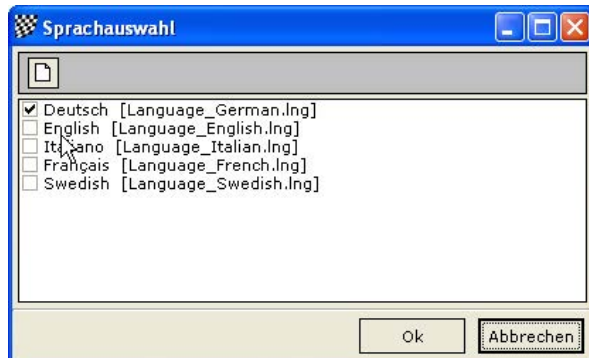 Sprachauswahl
Deutsch [Language_German.lng]
English [Language_English.lng]
Italiano [Language_Italian.lng]
Français [Language_French.lng]
Swedish [Language_Swedish.lng]
Ok
Abbrechen